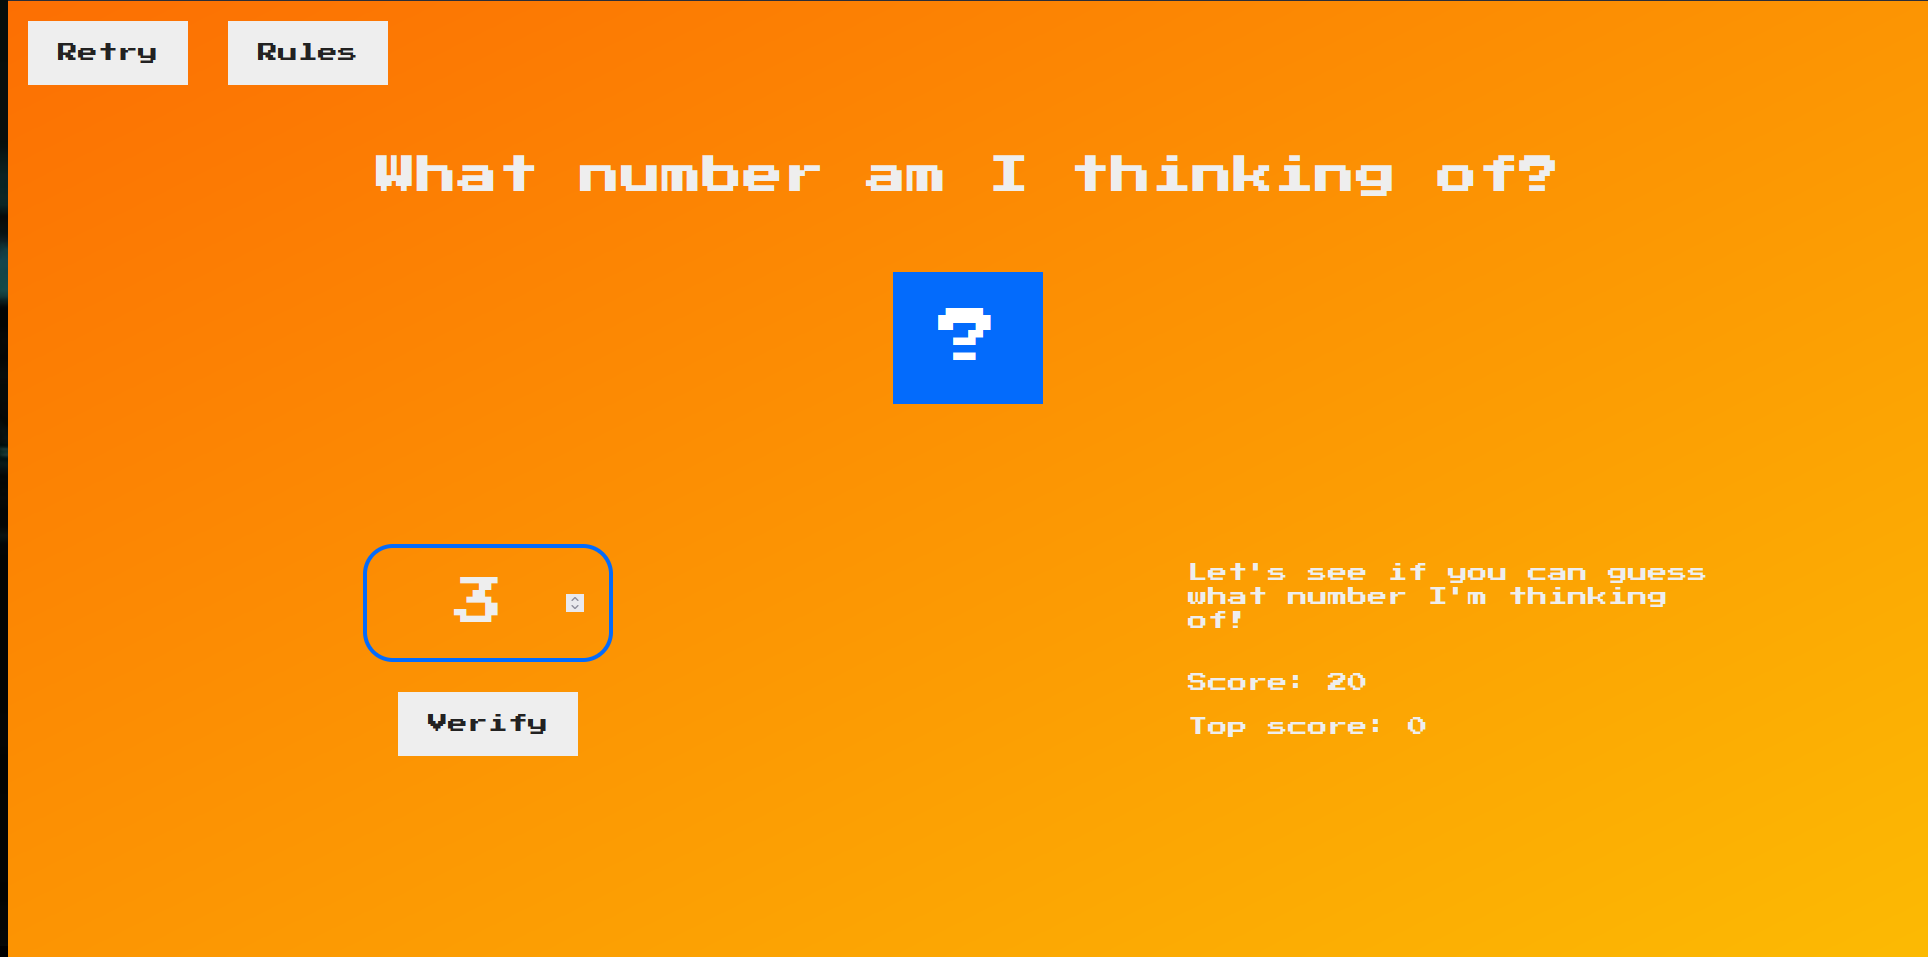 Retry
Rules
What number am I thinking of?
?
3
Verify
Let's see if you can guess
what number I'm thinking
of!
Score: 20
Top score: 0